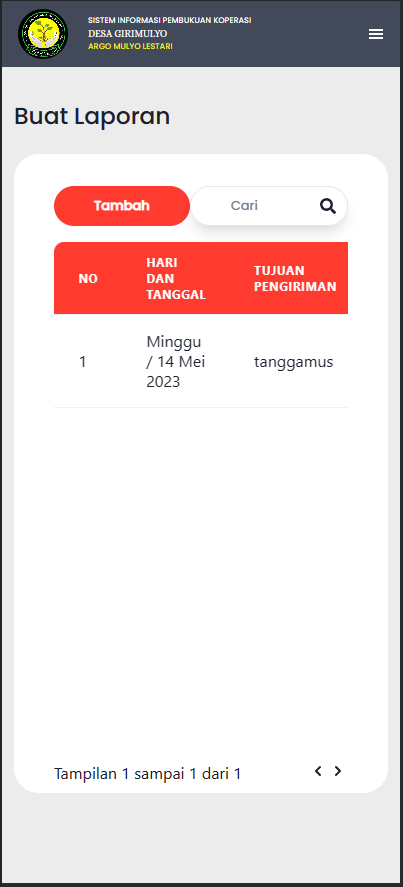 SISTEM INFORMASI PEMBUKUAN KOPERASI
DESA GIRIMULYO
ARGO MULYO LESTARI
Buat Laporan
Tambah
Cari
NO
HARI
DAN
TANGGAL
TUJUAN
PENGIRIMAN
1
Minggu
/ 14 Mei
2023
tanggamus
Tampilan 1 sampai 1 dari 1